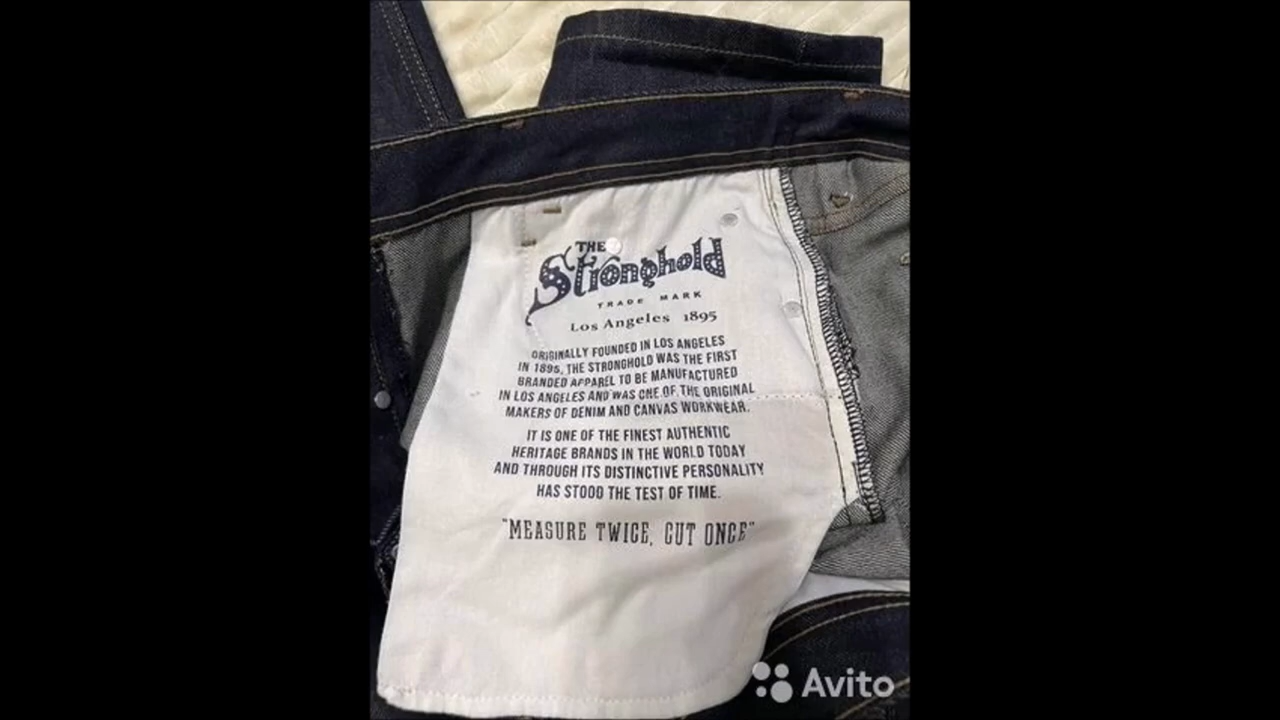 THE
Stronghold
TRADE MARK
Los Angeles 1895
ORIGINALLY FOUNDED IN LOS ANGELES
IN 1895, THE STRONGHOLD WAS THE FIRST
BRANDED APPAREL TO BE MANUFACTURED
IN LOS ANGELES AND WAS ONE OF THE ORIGINAL
MAKERS OF DENIM AND CANVAS WORKWEAR.
IT IS ONE OF THE FINEST AUTHENTIC
HERITAGE BRANDS IN THE WORLD TODAY
AND THROUGH ITS DISTINCTIVE PERSONALITY
HAS STOOD THE TEST OF TIME.
"MEASURE TWICE, CUT ONCE"
Avito